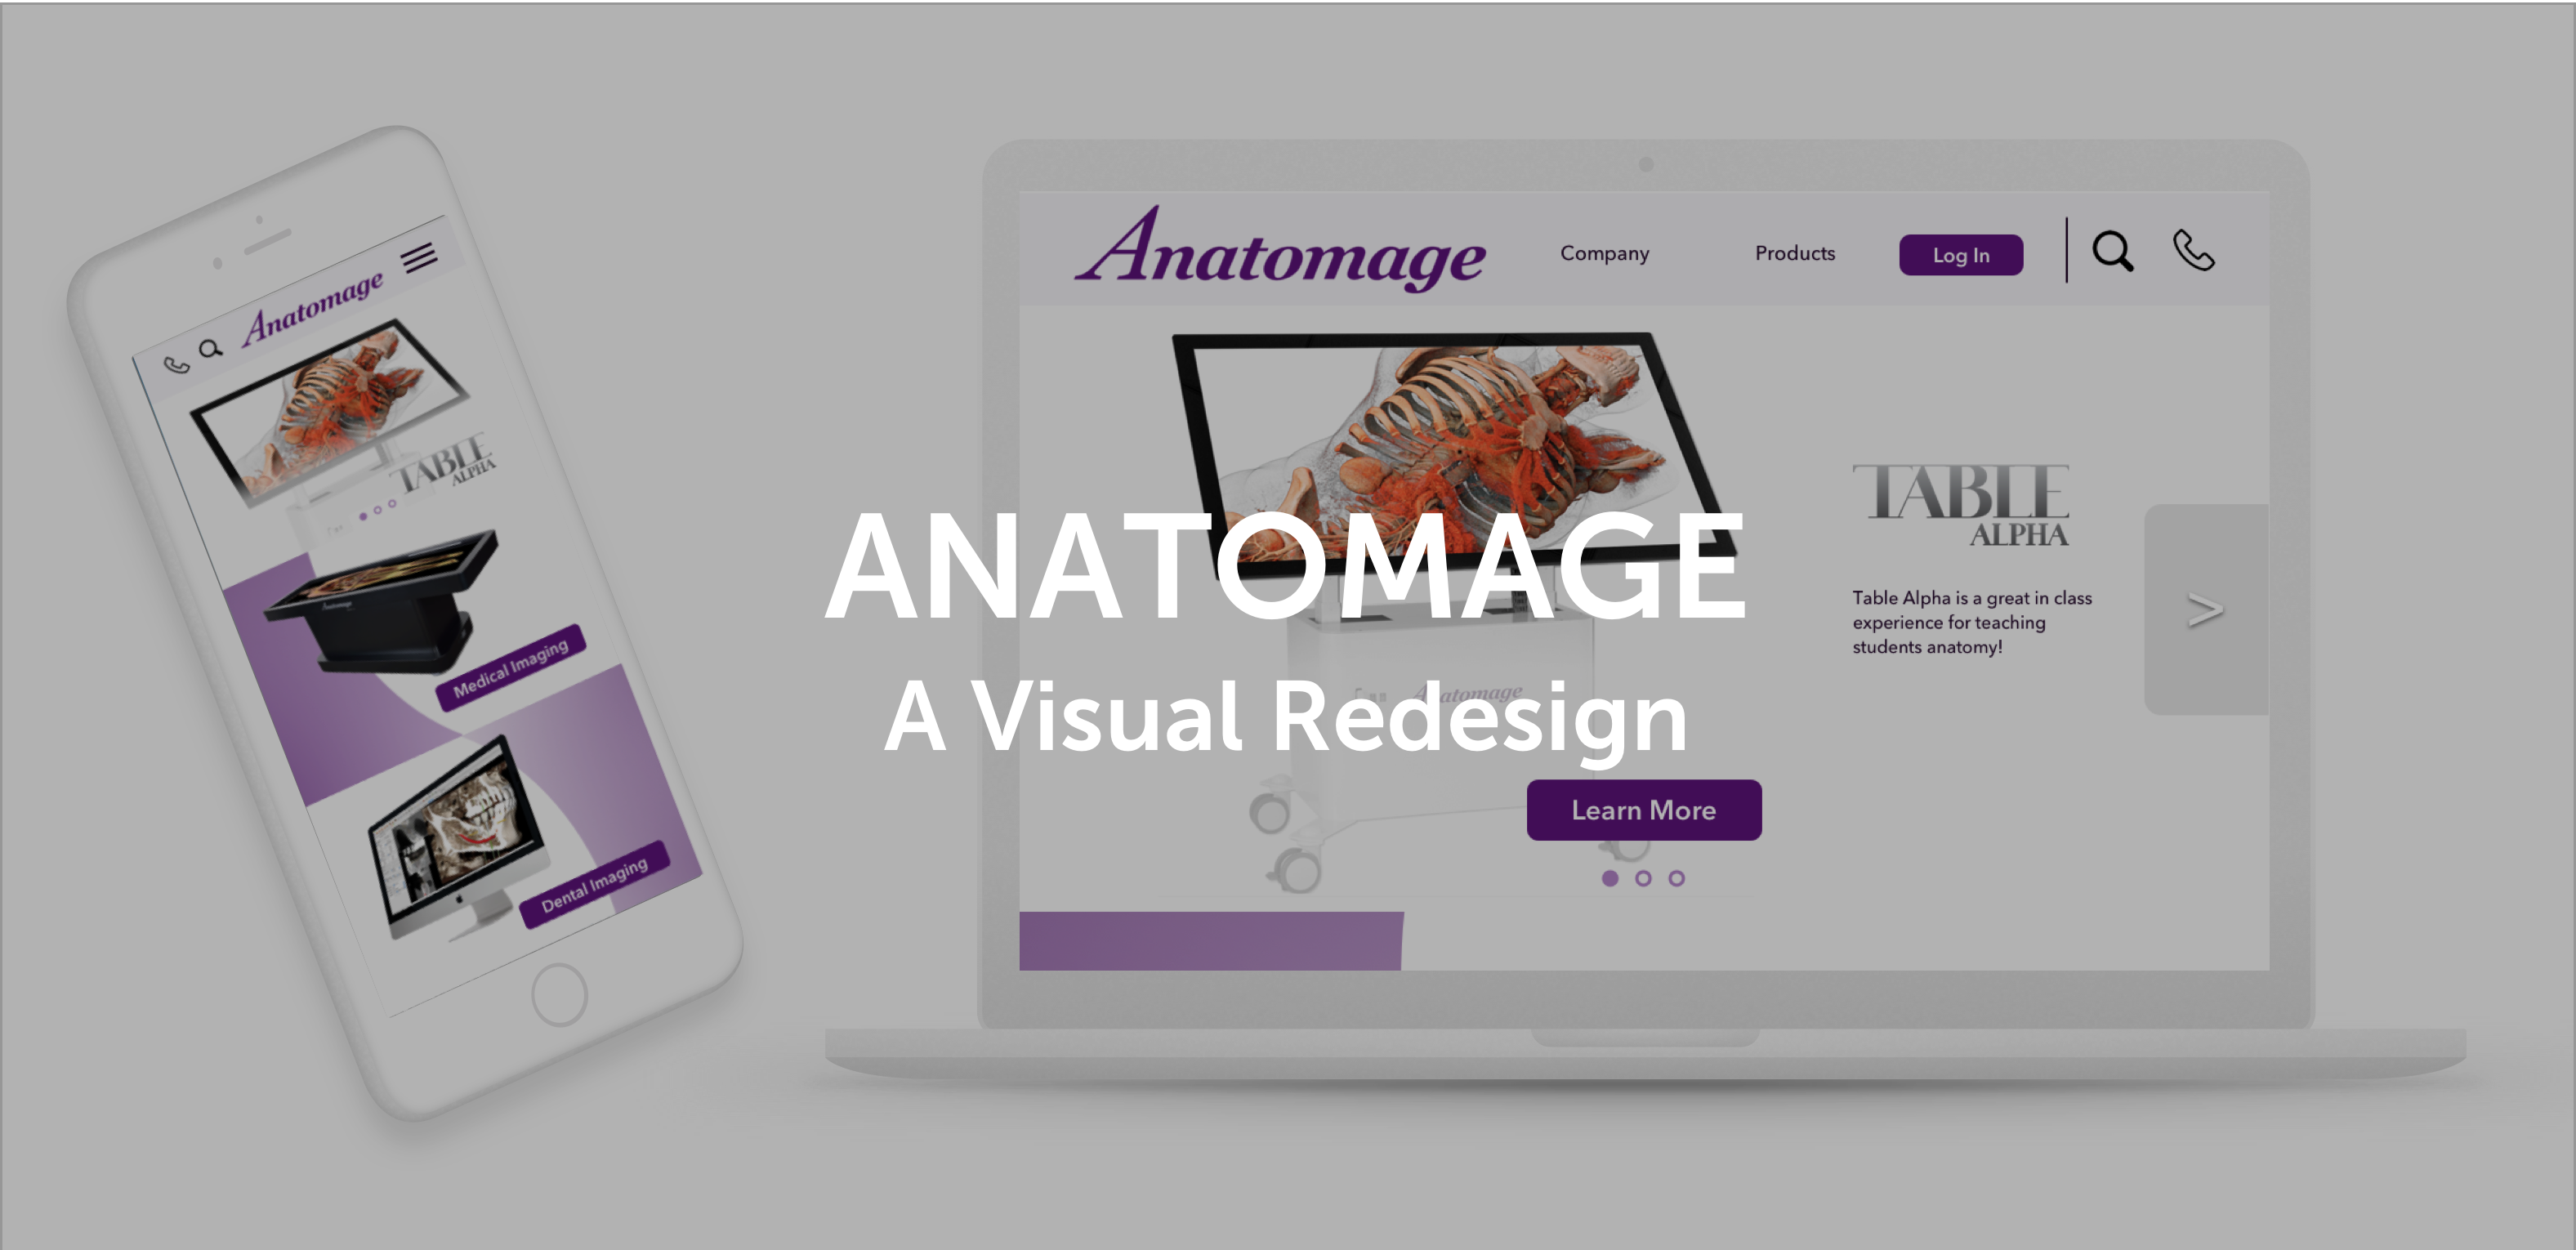 Anatomage
TABLE
ALPHA
Medical Imaging
Dental Imaging
Anatomage
Company
Products
Log In
TABLE
ALPHA
Table Alpha is a great in class
experience for teaching
students anatomy!
>
ANATOMAGE
A Visual Redesign
Anatomage
Learn More